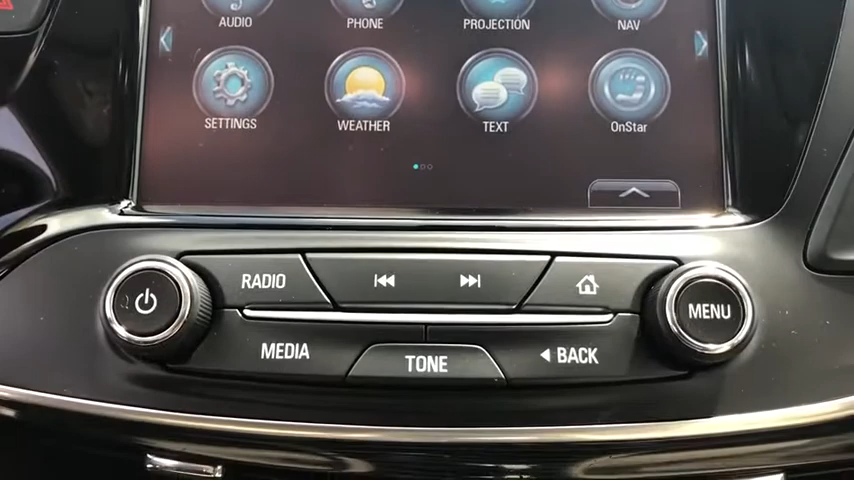 AUDIO PHONE PROJECTION NAV
SETTINGS WEATHER TEXT OnStar
RADIO MENU
MEDIA TONE BACK